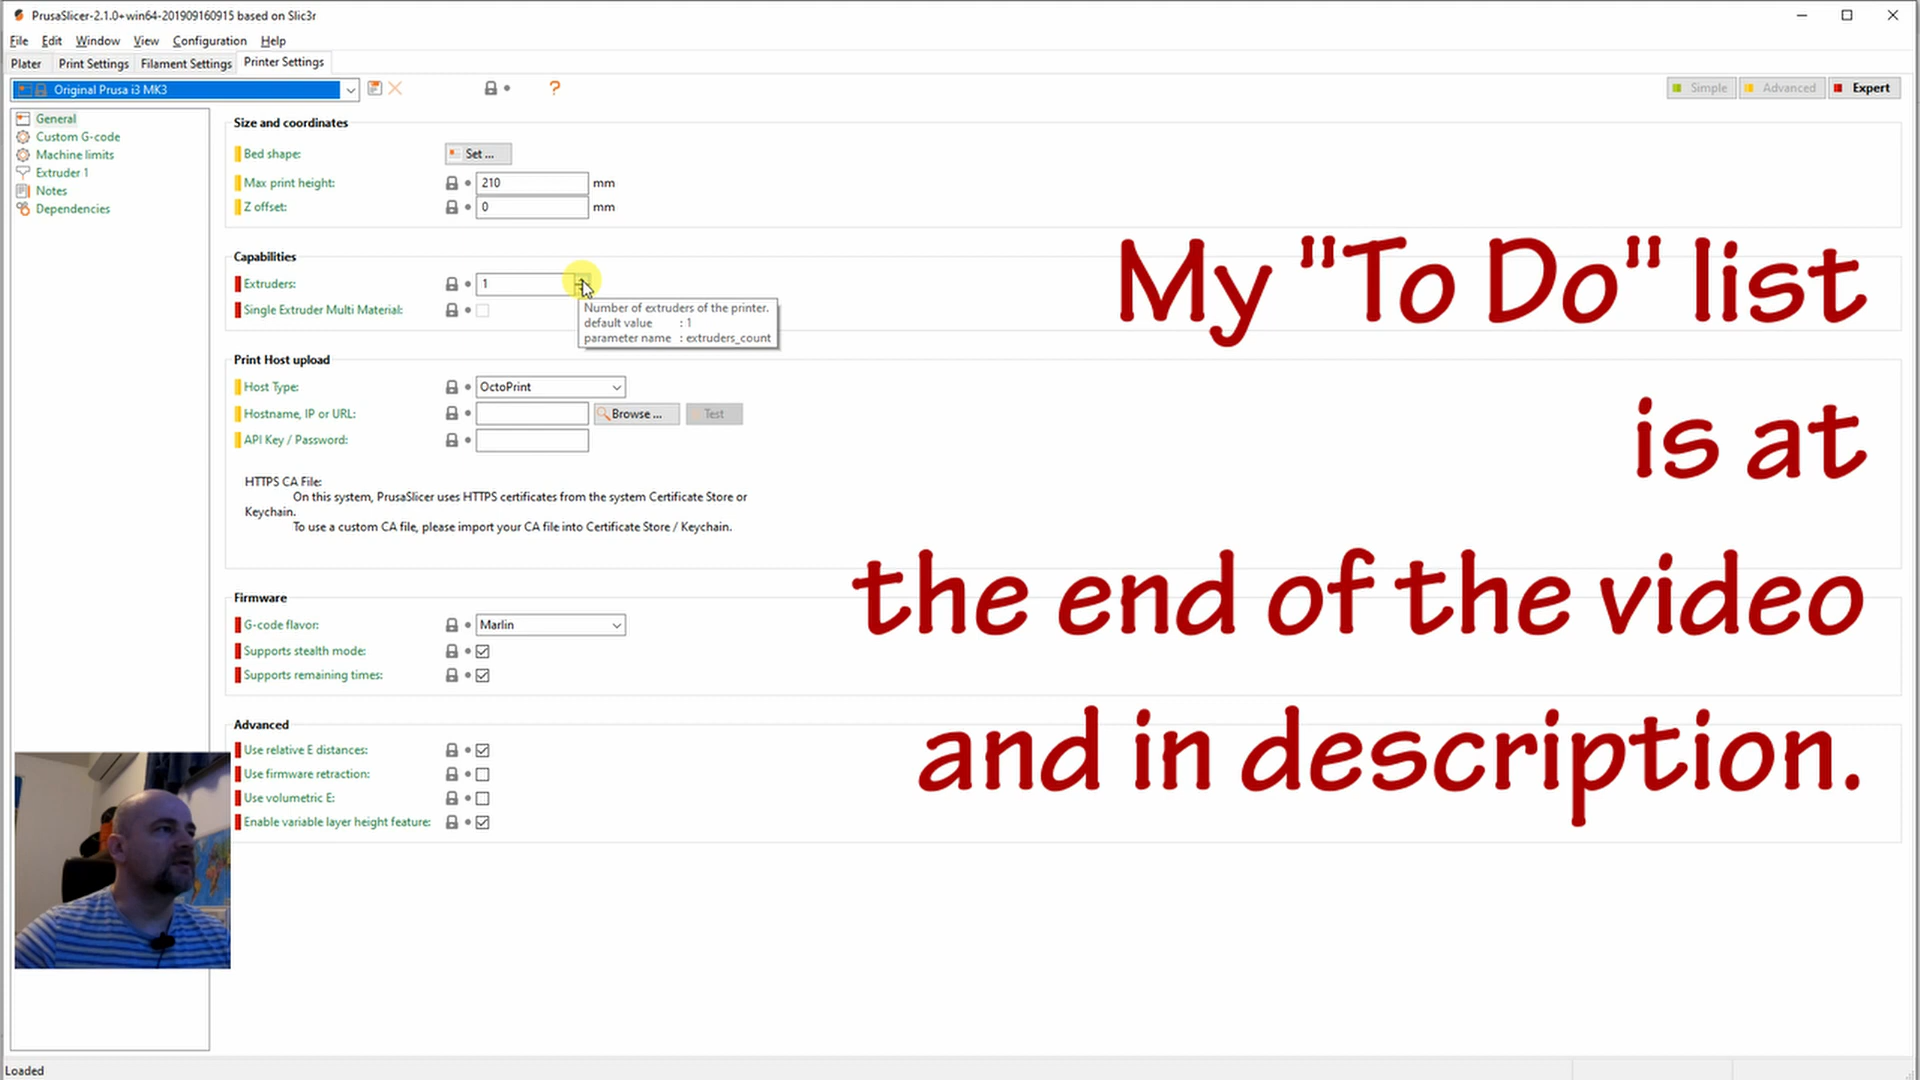 PrusaSlicer-2.1.0+win64-201909160915 based on Slic3r
File Edit Window View Configuration Help
Plater Print Settings Filament Settings Printer Settings
Original Prusa i3 MK3 ? Simple Advanced Expert
General
Custom G-code
Machine limits
Extruder 1
Notes
Dependencies
Size and coordinates
Bed shape: Set ...
Max print height: 210 mm
Z offset: 0 mm
Capabilities
Extruders: 1
Single Extruder Multi Material:
Number of extruders of the printer.
default value : 1
parameter name : extruders_count
Print Host upload
Host Type: OctoPrint
Hostname, IP or URL: Browse ... Test
API Key / Password:
HTTPS CA File:
On this system, PrusaSlicer uses HTTPS certificates from the system Certificate Store or
Keychain.
To use a custom CA file, please import your CA file into Certificate Store / Keychain.
Firmware
G-code flavor: Marlin
Supports stealth mode:
Supports remaining times:
Advanced
Use relative E distances:
Use firmware retraction:
Use volumetric E:
Enable variable layer height feature:
My "To Do" list
is at
the end of the video
and in description.
Loaded